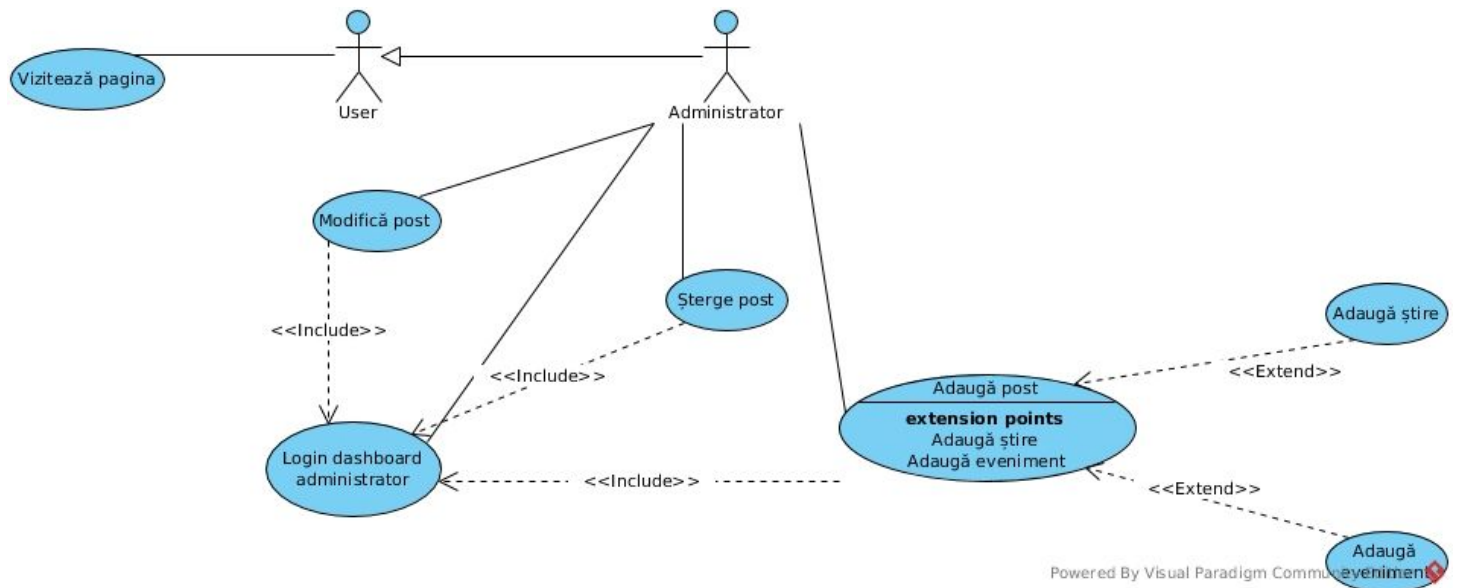 Vizitează pagina
User
Administrator
Modifică post
Șterge post
<<Include>>
<<Include>>
Login dashboard
administrator
<<Include>>
Adaugă post
extension points
Adaugă știre
Adaugă eveniment
Adaugă știre
<<Extend>>
<<Extend>>
Adaugă
eveniment
Powered By Visual Paradigm